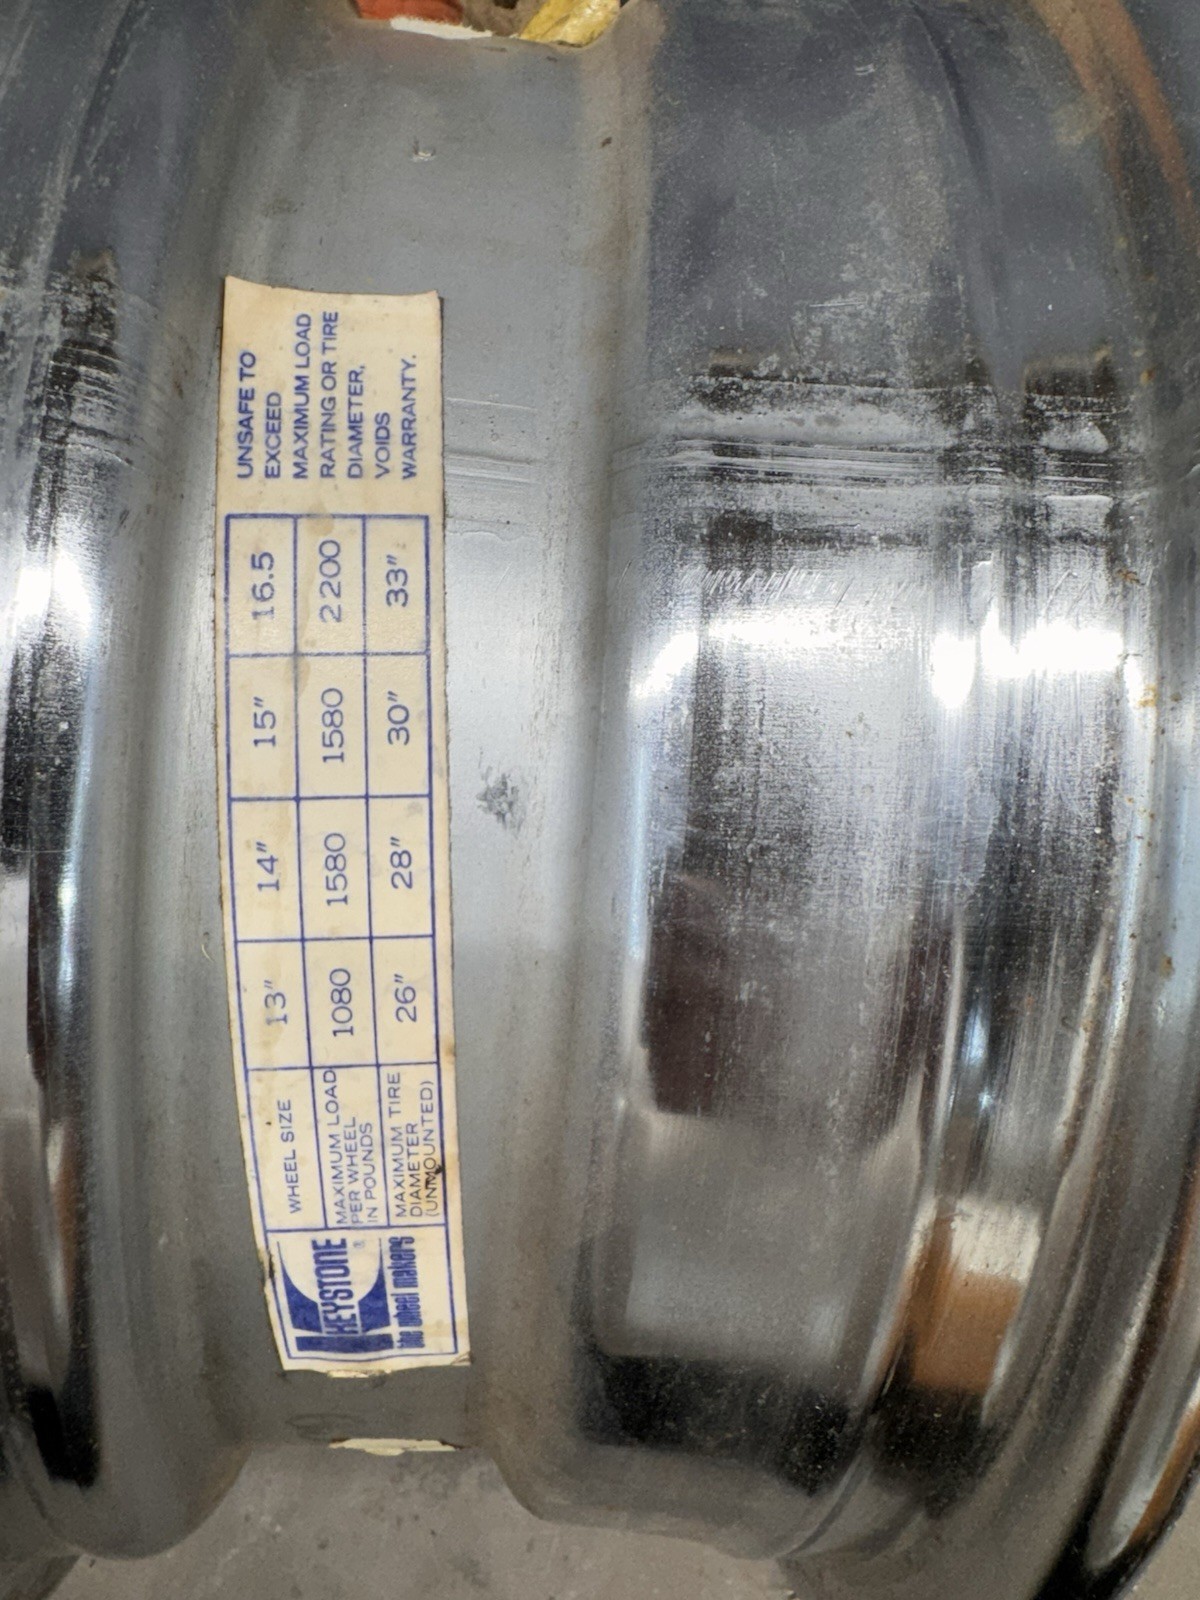 KEYSTONE ®
the wheel makers
WHEEL SIZE 13" 14" 15" 16.5
MAXIMUM LOAD PER WHEEL IN POUNDS 1080 1580 1580 2200
MAXIMUM TIRE DIAMETER (UNMOUNTED) 26" 28" 30" 33"
UNSAFE TO
EXCEED
MAXIMUM LOAD
RATING OR TIRE
DIAMETER,
VOIDS
WARRANTY.